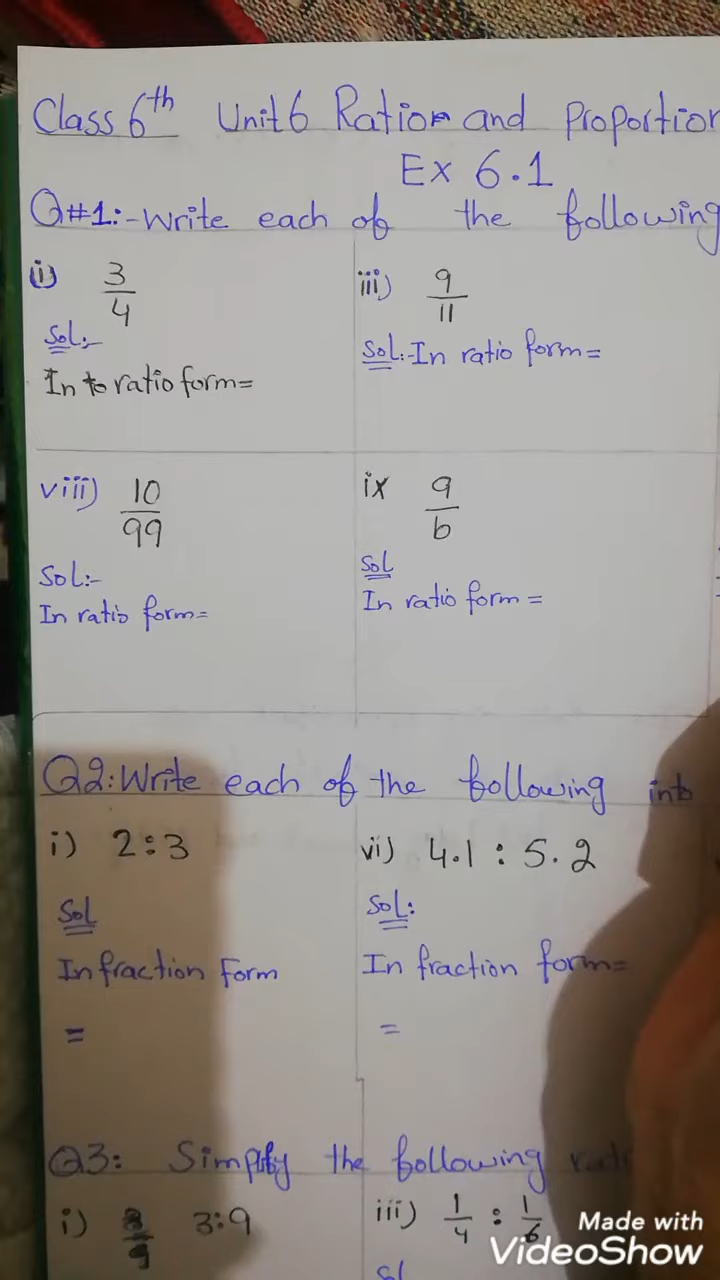 Class 6th Unit 6 Ration and Proportion
Ex 6.1
Q#1:- Write each of the following
i) 3/4
Sol:-
In to ratio form=
iii) 9/11
Sol:- In ratio form=
viii) 10/99
Sol:-
In ratio form=
ix a/b
Sol
In ratio form=
Q2: Write each of the following into
i) 2:3
Sol
In fraction Form
=
vi) 4.1 : 5.2
Sol:
In fraction form=
=
Q3: Simplify the following
i) 3:9
iii) 1/4 : 1/6
Made with
VideoShow